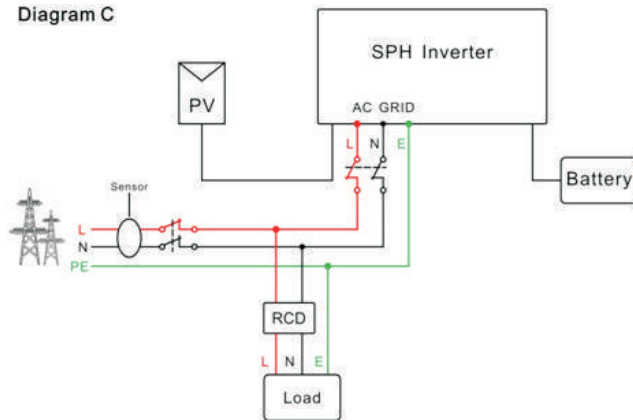 Diagram C
SPH Inverter
PV
AC GRID
L N E
Battery
Sensor
L
N
PE
RCD
L N E
Load